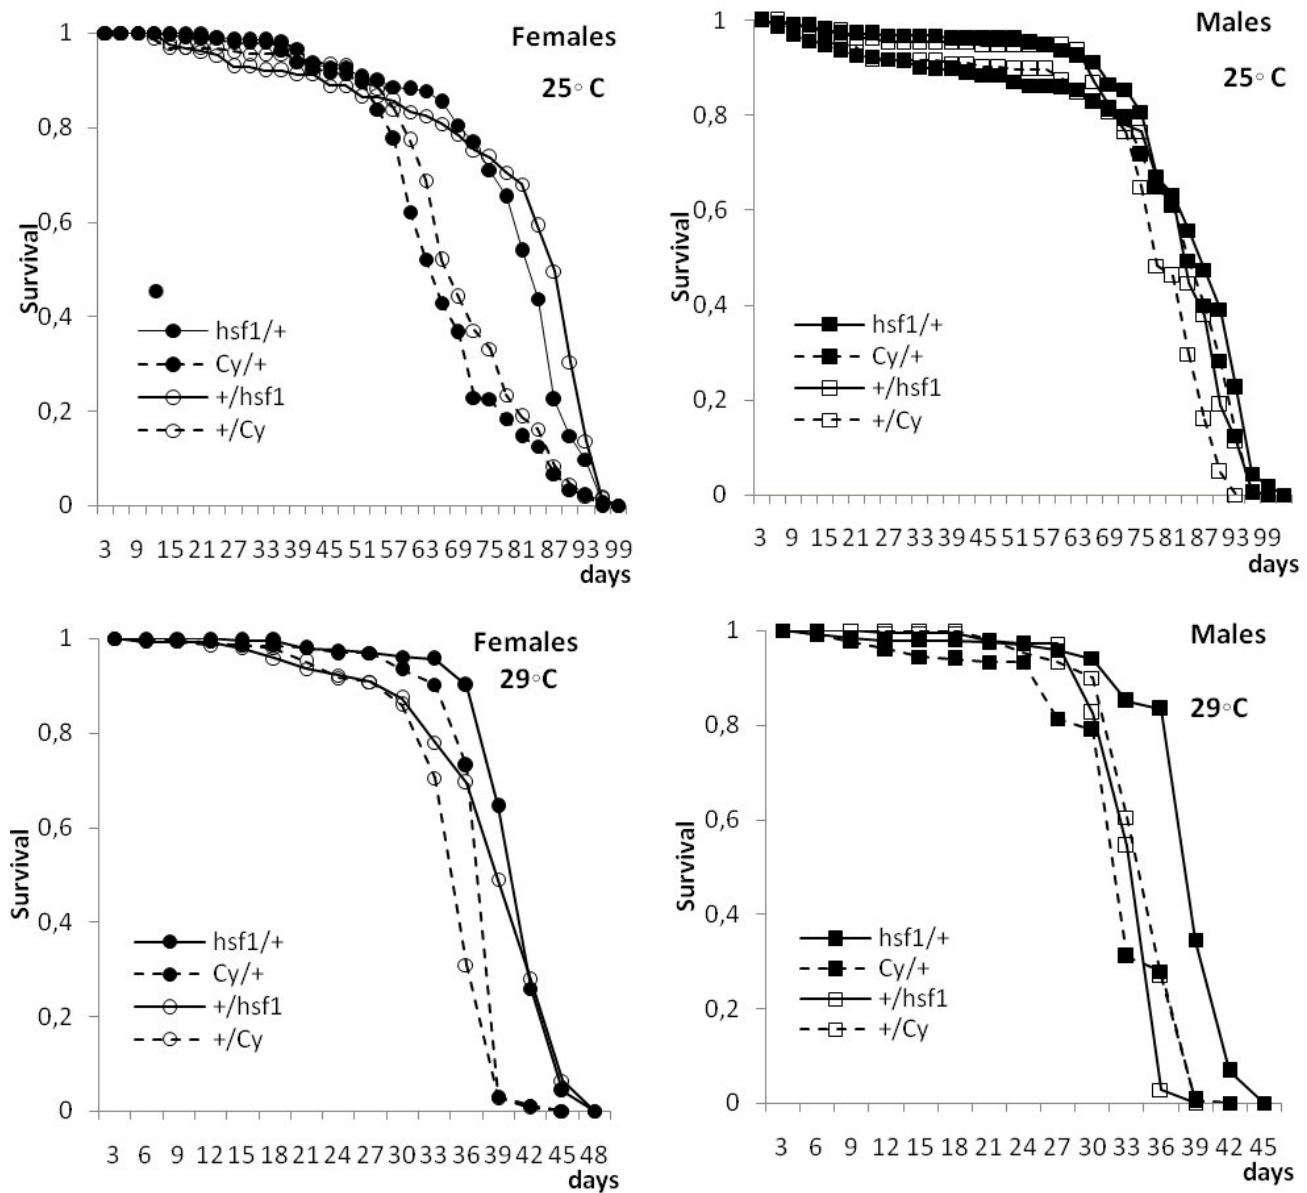 Females
25◦ C
1
0,8
0,6
0,4
0,2
0
Survival
hsf1/+
Cy/+
+/hsf1
+/Cy
3 9 15 21 27 33 39 45 51 57 63 69 75 81 87 93 99
days
Males
25◦ C
1
0,8
0,6
0,4
0,2
0
Survival
hsf1/+
Cy/+
+/hsf1
+/Cy
3 9 15 21 27 33 39 45 51 57 63 69 75 81 87 93 99
days
Females
29◦C
1
0,8
0,6
0,4
0,2
0
Survival
hsf1/+
Cy/+
+/hsf1
+/Cy
3 6 9 12 15 18 21 24 27 30 33 36 39 42 45 48
days
Males
29◦C
1
0,8
0,6
0,4
0,2
0
Survival
hsf1/+
Cy/+
+/hsf1
+/Cy
3 6 9 12 15 18 21 24 27 30 33 36 39 42 45
days